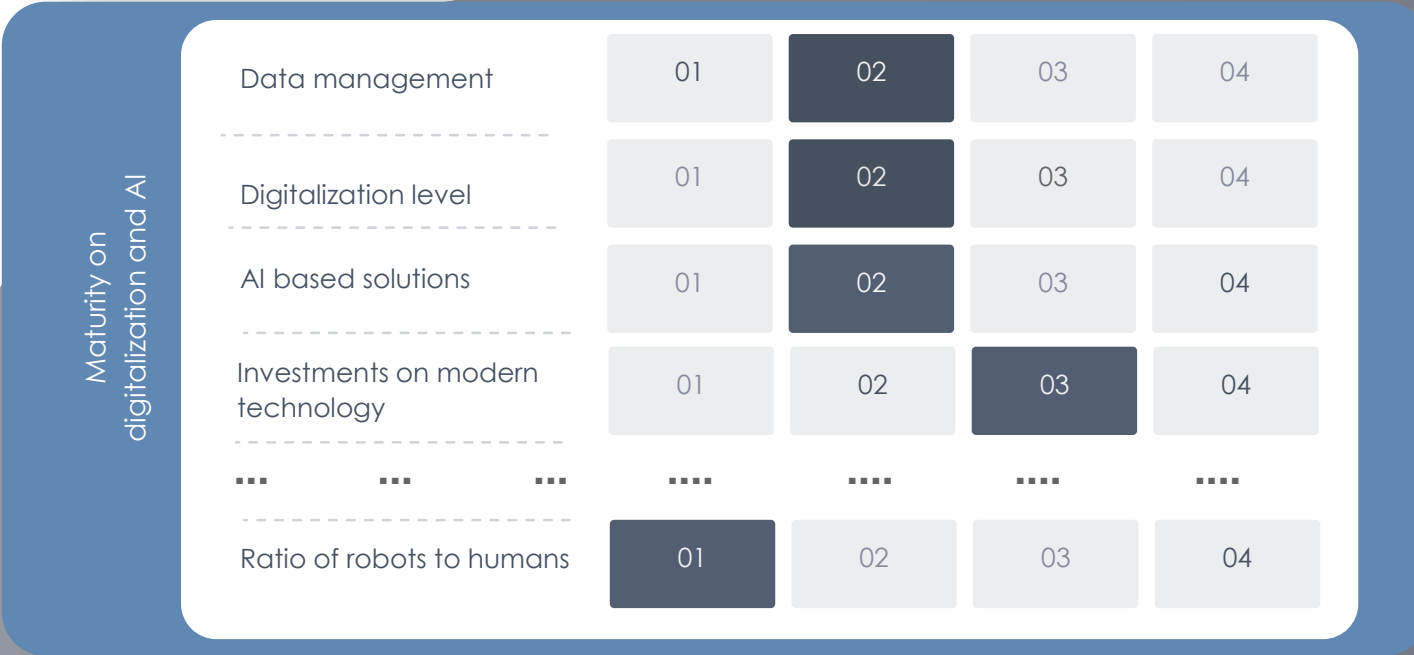 Maturity on
digitalization and AI
Data management 01 02 03 04
Digitalization level 01 02 03 04
AI based solutions 01 02 03 04
Investments on modern
technology 01 02 03 04
... ... ... .... .... .... ....
Ratio of robots to humans 01 02 03 04